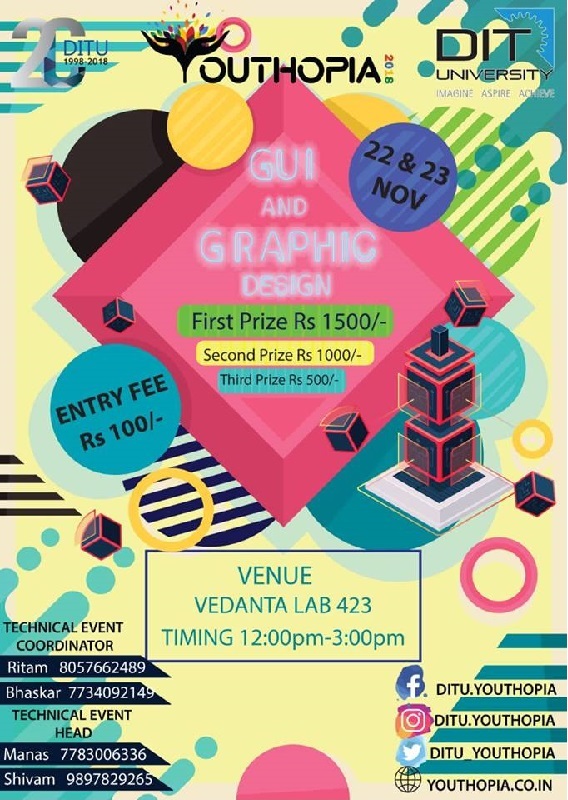 20 DITU
1998-2018
YOUTHOPIA 2018
DIT
UNIVERSITY
IMAGINE ASPIRE ACHIEVE
22 & 23
NOV
GUI
AND
GRAPHIC
DESIGN
First Prize Rs 1500/-
Second Prize Rs 1000/-
Third Prize Rs 500/-
ENTRY FEE
Rs 100/-
VENUE
VEDANTA LAB 423
TIMING 12:00pm-3:00pm
TECHNICAL EVENT
COORDINATOR
Ritam 8057662489
Bhaskar 7734092149
TECHNICAL EVENT
HEAD
Manas 7783006336
Shivam 9897829265
DITU.YOUTHOPIA
DITU.YOUTHOPIA
DITU_YOUTHOPIA
YOUTHOPIA.CO.IN